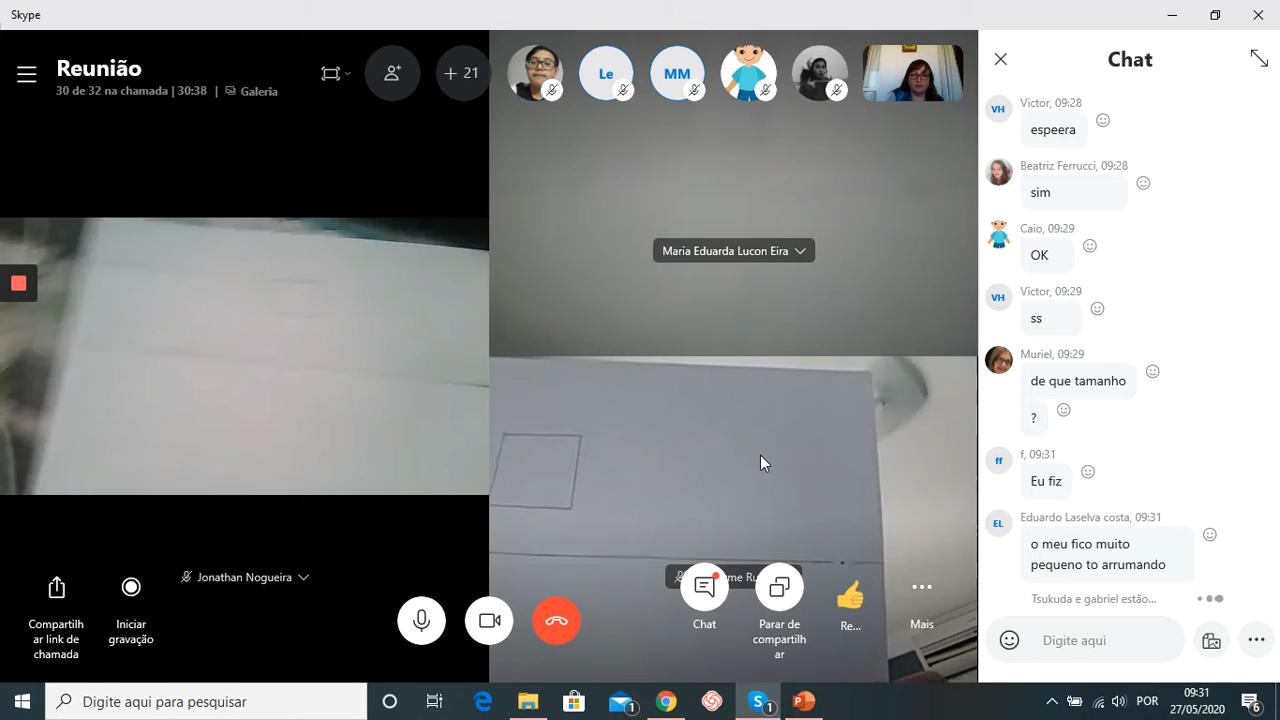 Skype
Reunião
30 de 32 na chamada | 30:38 | Galeria
+ 21
Le
MM
Maria Eduarda Lucon Eira
Jonathan Nogueira
Compartilh
ar link de
chamada
Iniciar
gravação
Chat
Parar de
compartilh
ar
Re...
Mais
Chat
VH
Victor, 09:28
espeera
Beatriz Ferrucci, 09:28
sim
Caio, 09:29
OK
VH
Victor, 09:29
ss
Muriel, 09:29
de que tamanho
?
ff
f, 09:31
Eu fiz
EL
Eduardo Laselva costa, 09:31
o meu fico muito
pequeno to arrumando
Tsukuda e gabriel estão...
Digite aqui
Digite aqui para pesquisar
1
1
POR
09:31
27/05/2020
6